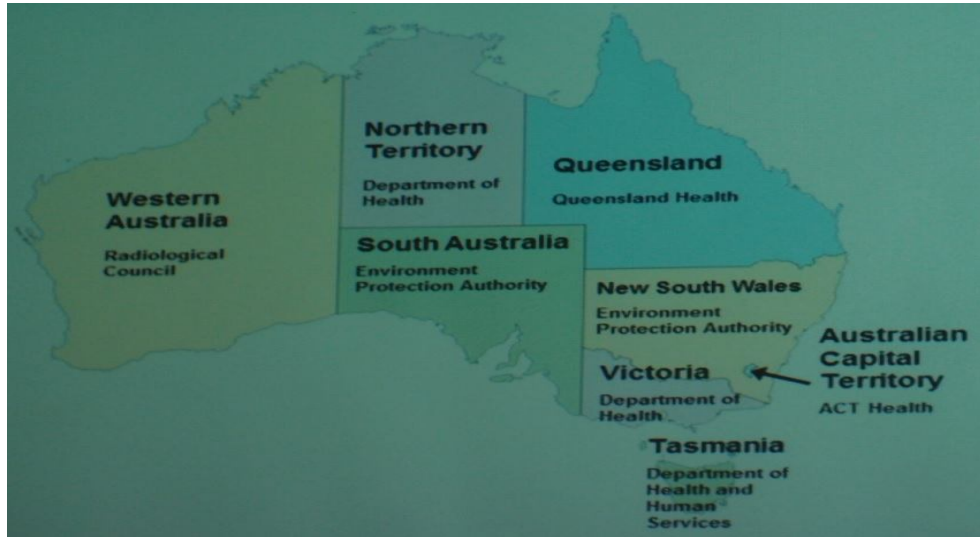 Northern
Territory
Department of
Health
Queensland
Queensland Health
Western
Australia
Radiological
Council
South Australia
Environment
Protection Authority
New South Wales
Environment
Protection Authority
Australian
Capital
Territory
ACT Health
Victoria
Department of
Health
Tasmania
Department of
Health and
Human
Services